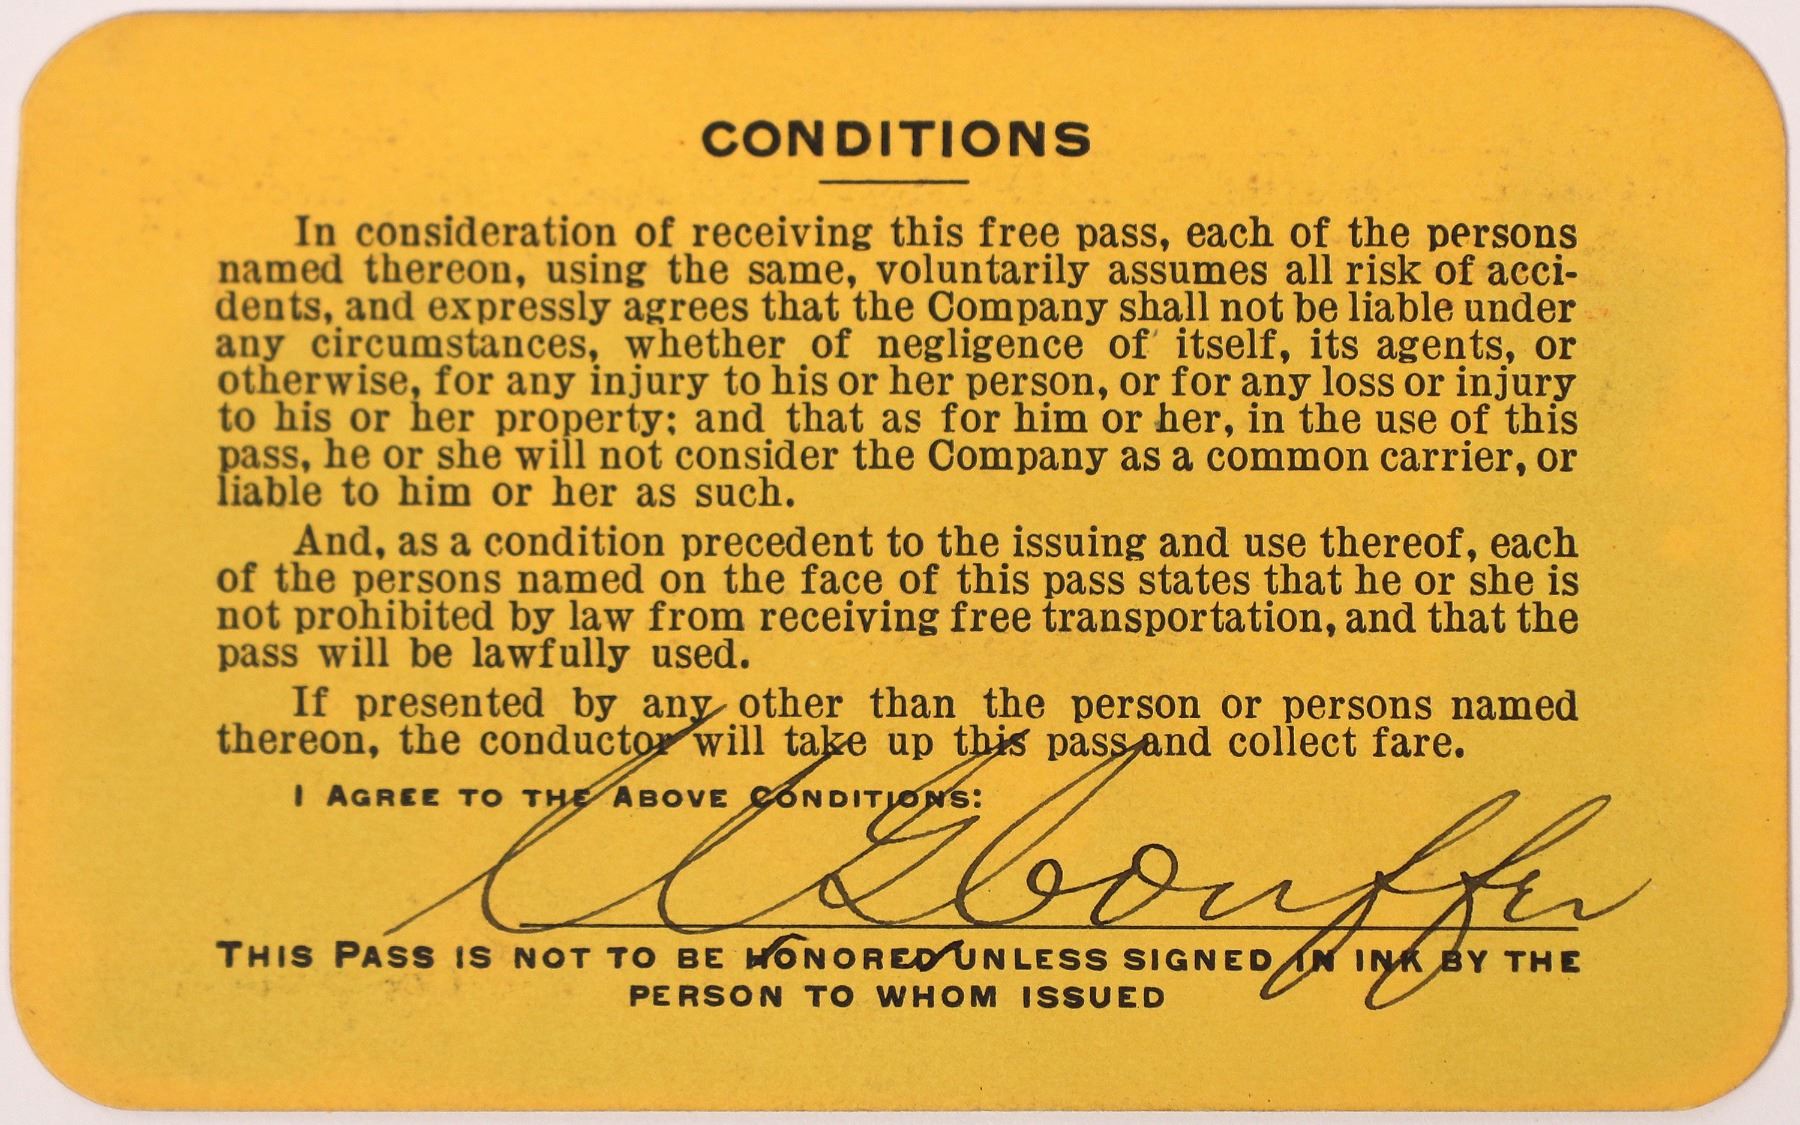 CONDITIONS
In consideration of receiving this free pass, each of the persons
named thereon, using the same, voluntarily assumes all risk of acci-
dents, and expressly agrees that the Company shall not be liable under
any circumstances, whether of negligence of itself, its agents, or
otherwise, for any injury to his or her person, or for any loss or injury
to his or her property; and that as for him or her, in the use of this
pass, he or she will not consider the Company as a common carrier, or
liable to him or her as such.
And, as a condition precedent to the issuing and use thereof, each
of the persons named on the face of this pass states that he or she is
not prohibited by law from receiving free transportation, and that the
pass will be lawfully used.
If presented by any other than the person or persons named
thereon, the conductor will take up this pass and collect fare.
I AGREE TO THE ABOVE CONDITIONS:
THIS PASS IS NOT TO BE HONORED UNLESS SIGNED IN INK BY THE
PERSON TO WHOM ISSUED